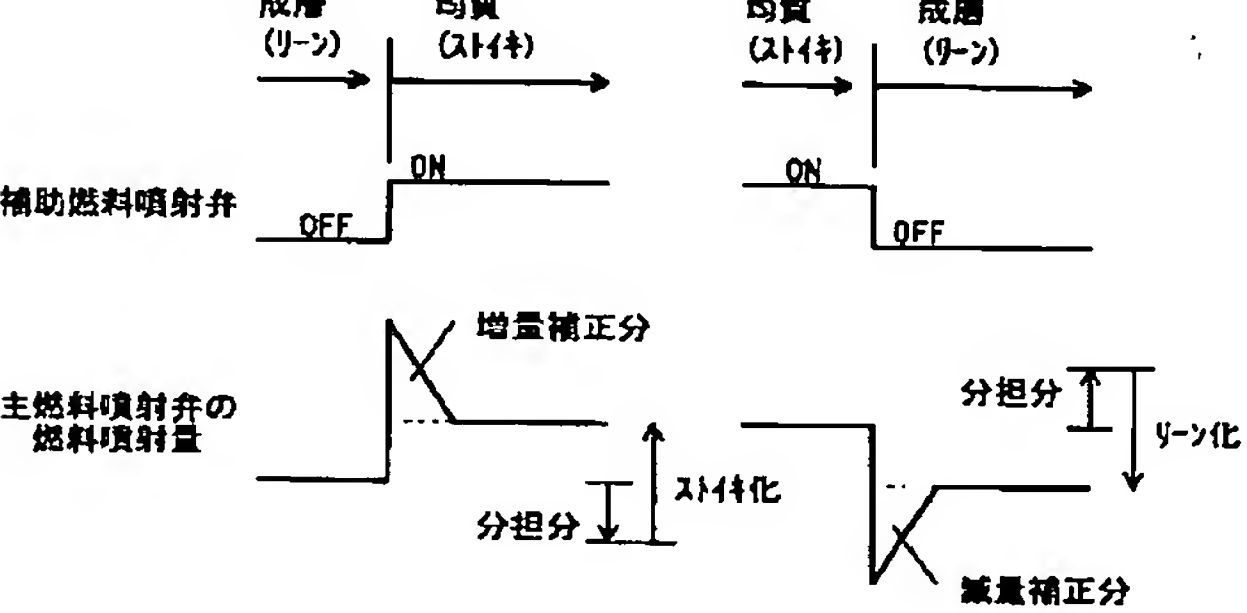 成層 均質 均質 成層
(リーン) (ストイキ) (ストイキ) (リーン)
ON ON
補助燃料噴射弁
OFF OFF
増量補正分
主燃料噴射弁の
燃料噴射量
分担分
リーン化
ストイキ化
分担分
減量補正分